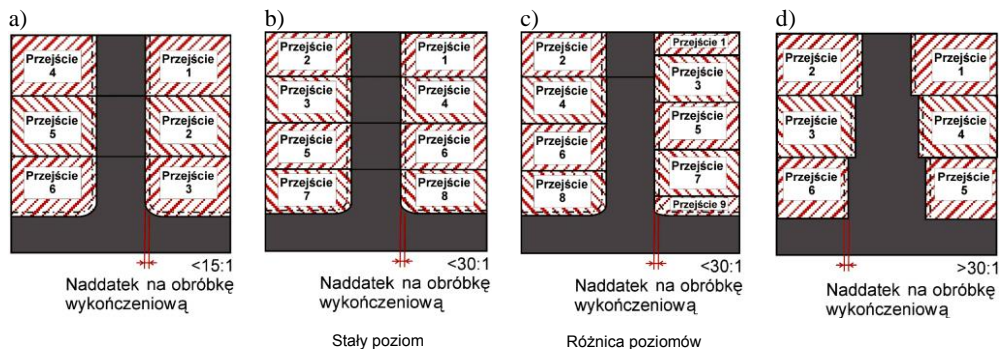 a)
Przejście
4
Przejście
1
Przejście
5
Przejście
2
Przejście
6
Przejście
3
<15:1
Naddatek na obróbkę
wykończeniową
b)
Przejście
2
Przejście
1
Przejście
3
Przejście
4
Przejście
5
Przejście
6
Przejście
7
Przejście
8
<30:1
Naddatek na obróbkę
wykończeniową
Stały poziom
c)
Przejście
2
Przejście 1
Przejście
3
Przejście
4
Przejście
5
Przejście
6
Przejście
7
Przejście
8
Przejście 9
<30:1
Naddatek na obróbkę
wykończeniową
Różnica poziomów
d)
Przejście
2
Przejście
1
Przejście
3
Przejście
4
Przejście
6
Przejście
5
>30:1
Naddatek na obróbkę
wykończeniową